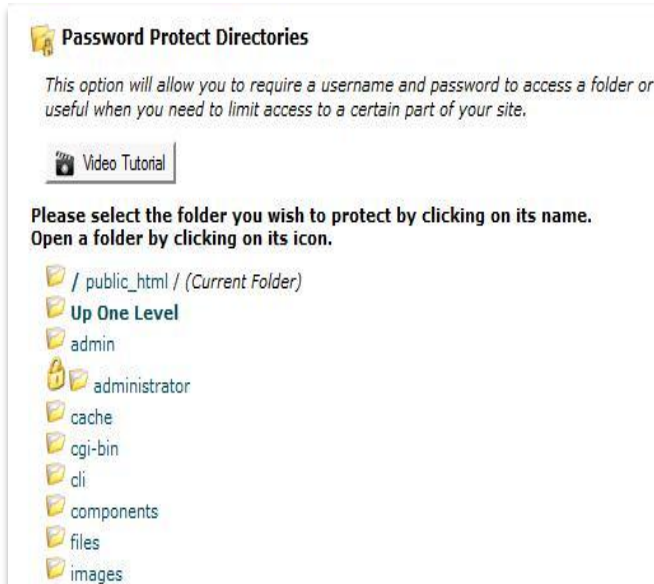 Password Protect Directories
This option will allow you to require a username and password to access a folder or
useful when you need to limit access to a certain part of your site.
Video Tutorial
Please select the folder you wish to protect by clicking on its name.
Open a folder by clicking on its icon.
/ public_html / (Current Folder)
Up One Level
admin
administrator
cache
cgi-bin
cli
components
files
images